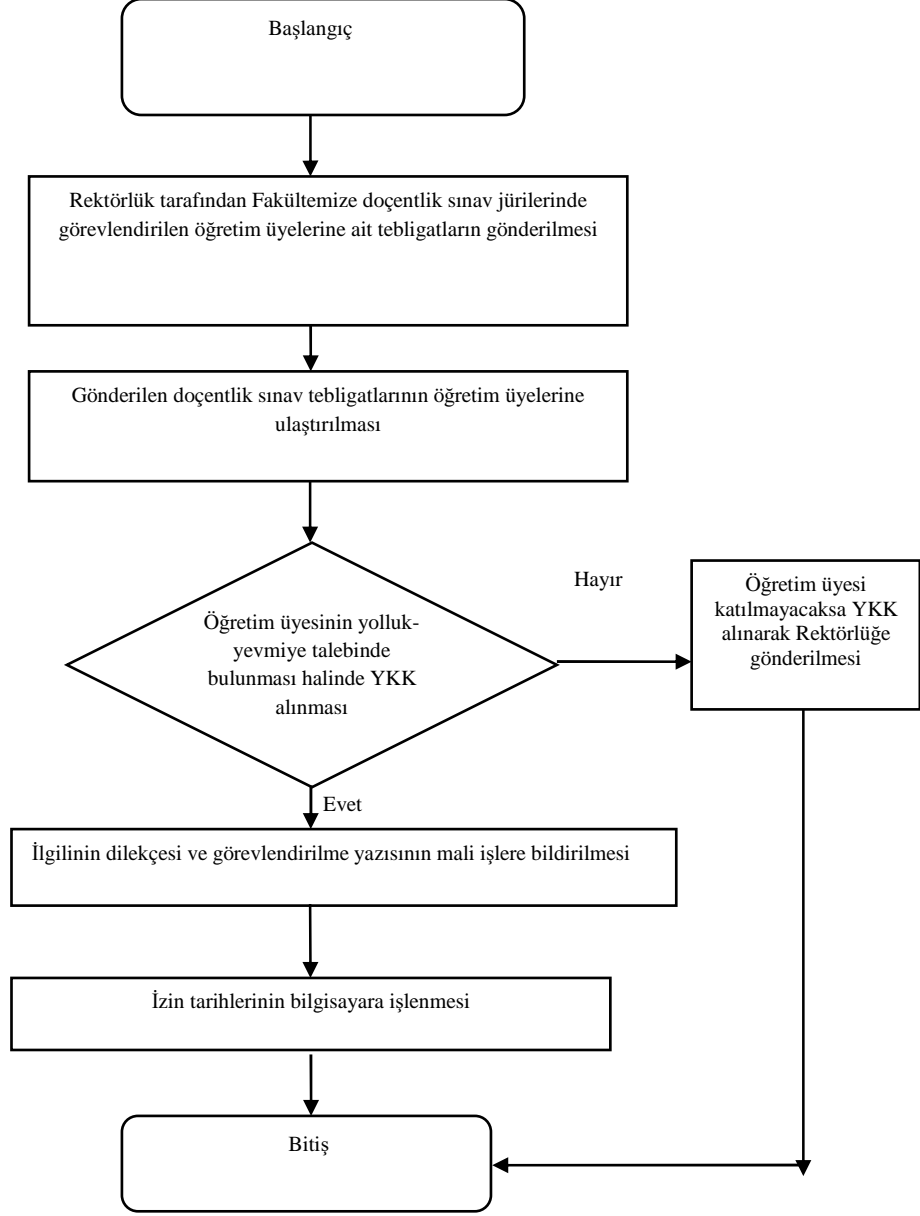 Başlangıç
Rektörlük tarafından Fakültemize doçentlik sınav jürilerinde
görevlendirilen öğretim üyelerine ait tebligatların gönderilmesi
Gönderilen doçentlik sınav tebligatlarının öğretim üyelerine
ulaştırılması
Öğretim üyesinin yolluk-
yevmiye talebinde
bulunması halinde YKK
alınması
Hayır
Öğretim üyesi
katılmayacaksa YKK
alınarak Rektörlüğe
gönderilmesi
Evet
İlgilinin dilekçesi ve görevlendirilme yazısının mali işlere bildirilmesi
İzin tarihlerinin bilgisayara işlenmesi
Bitiş